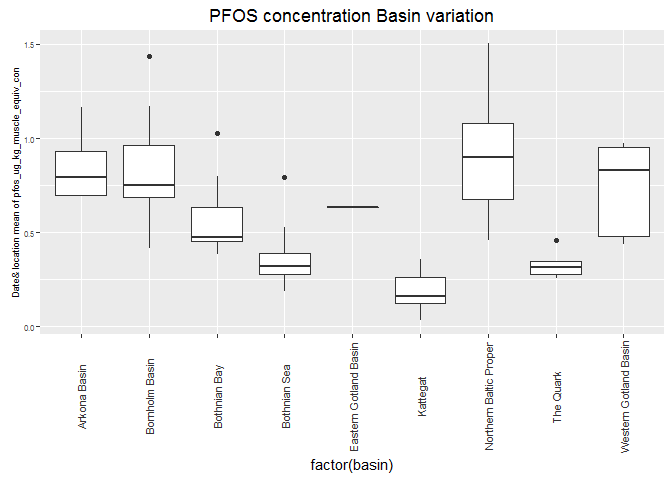 PFOS concentration Basin variation
Date& location mean of pfos_ug_kg_muscle_equiv_con
1.5
1.0
0.5
0.0
Arkona Basin
Bornholm Basin
Bothnian Bay
Bothnian Sea
Eastern Gotland Basin
Kattegat
Northern Baltic Proper
The Quark
Western Gotland Basin
factor(basin)